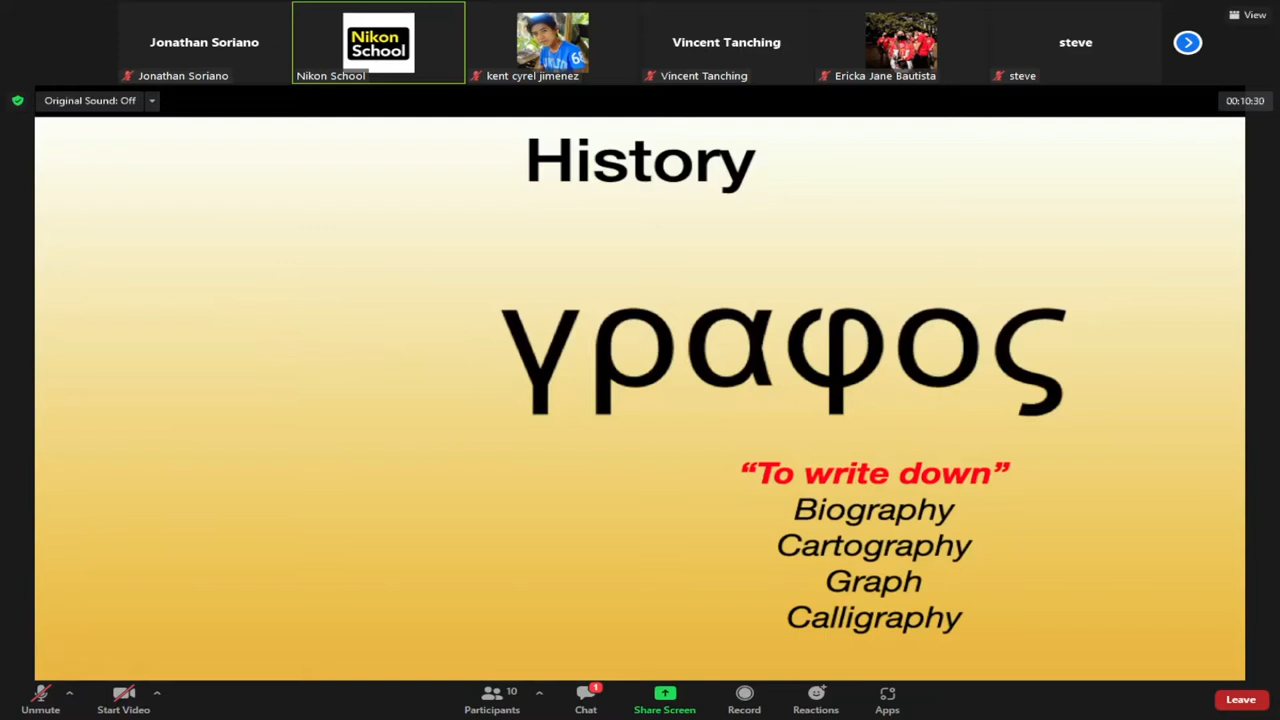 Jonathan Soriano
Nikon
School
Vincent Tanching
steve
Jonathan Soriano
Nikon School
kent cyrel jimenez
Vincent Tanching
Ericka Jane Bautista
steve
View
Original Sound: Off
00:10:30
History
γραφος
“To write down”
Biography
Cartography
Graph
Calligraphy
Unmute
Start Video
Participants
10
Chat
1
Share Screen
Record
Reactions
Apps
Leave